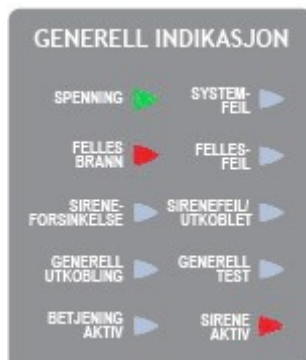 GENERELL INDIKASJON
SPENNING
SYSTEM-
FEIL
FELLES
BRANN
FELLES-
FEIL
SIRENE-
FORSINKELSE
SIRENEFEIL/
UTKOBLET
GENERELL
UTKOBLING
GENERELL
TEST
BETJENING
AKTIV
SIRENE
AKTIV